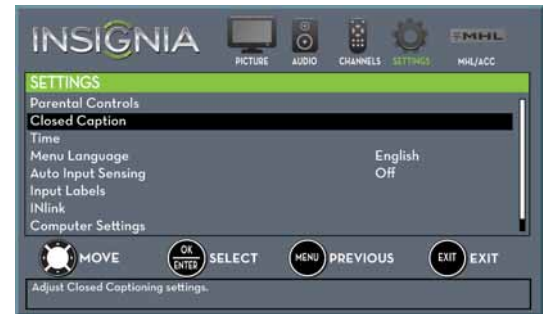 INSIGNIA
PICTURE AUDIO CHANNELS SETTINGS MHL MHL/ACC
SETTINGS
Parental Controls
Closed Caption
Time
Menu Language English
Auto Input Sensing Off
Input Labels
INlink
Computer Settings
MOVE OK ENTER SELECT MENU PREVIOUS EXIT EXIT
Adjust Closed Captioning settings.